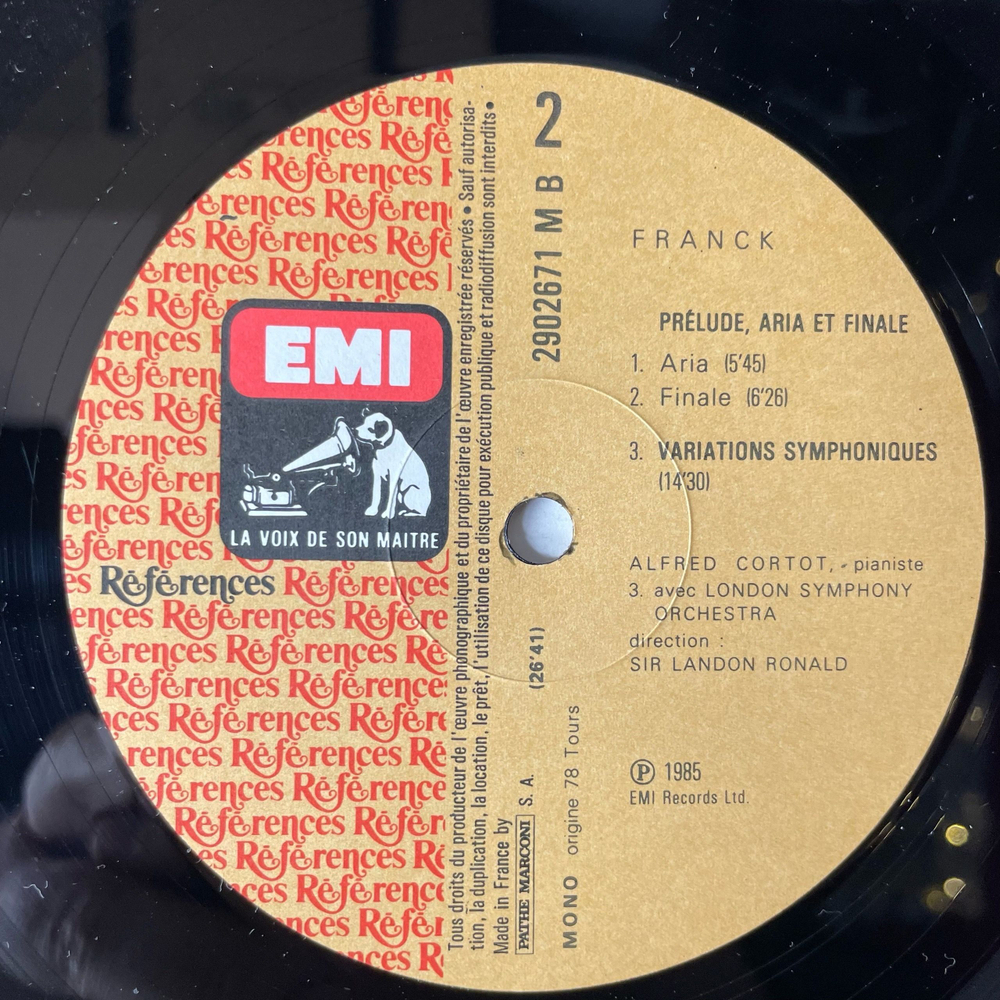 Références
EMI
LA VOIX DE SON MAITRE
Références
Tous droits du producteur de l'œuvre phonographique et du propriétaire de l'œuvre enregistrée réservés • Sauf autorisa-
tion, la duplication, la location, le prêt, l'utilisation de ce disque pour exécution publique et radiodiffusion sont interdits •
Made in France by
PATHE MARCONI S. A.
(26'41)
2902671 M B 2
MONO origine 78 Tours
FRANCK
PRÉLUDE, ARIA ET FINALE
1. Aria (5'45)
2. Finale (6'26)
3. VARIATIONS SYMPHONIQUES
(14'30)
ALFRED CORTOT, - pianiste
3. avec LONDON SYMPHONY
ORCHESTRA
direction :
SIR LANDON RONALD
Ⓟ 1985
EMI Records Ltd.